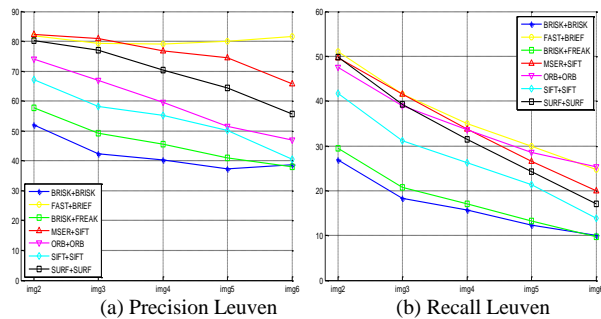 90
80
70
60
50
40
30
20
10
0
img2 img3 img4 img5 img6
BRISK+BRISK
FAST+BRIEF
BRISK+FREAK
MSER+SIFT
ORB+ORB
SIFT+SIFT
SURF+SURF
(a) Precision Leuven
60
50
40
30
20
10
0
img2 img3 img4 img5 img6
BRISK+BRISK
FAST+BRIEF
BRISK+FREAK
MSER+SIFT
ORB+ORB
SIFT+SIFT
SURF+SURF
(b) Recall Leuven